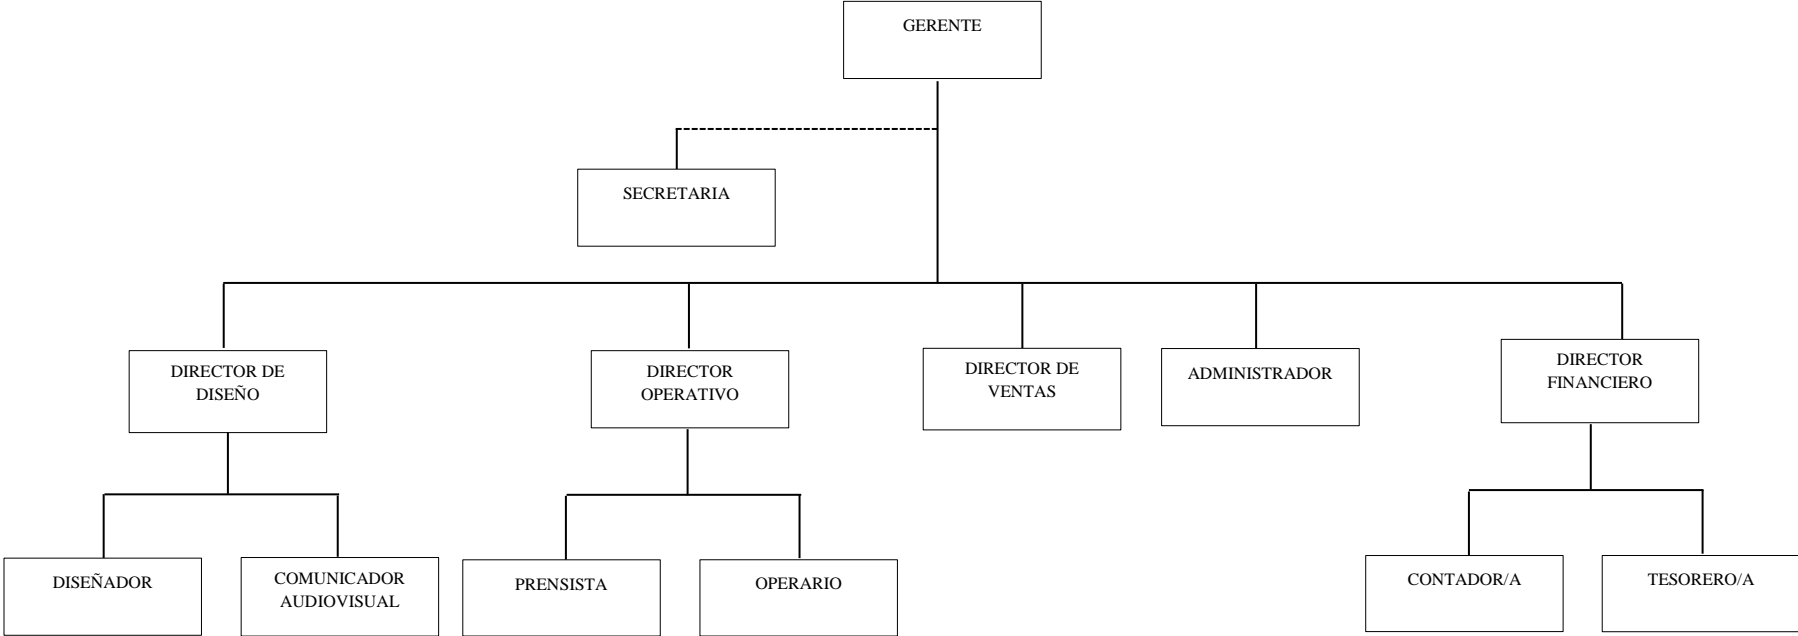 GERENTE
SECRETARIA
DIRECTOR DE
DISEÑO
DIRECTOR
OPERATIVO
DIRECTOR DE
VENTAS
ADMINISTRADOR
DIRECTOR
FINANCIERO
DISEÑADOR
COMUNICADOR
AUDIOVISUAL
PRENSISTA
OPERARIO
CONTADOR/A
TESORERO/A